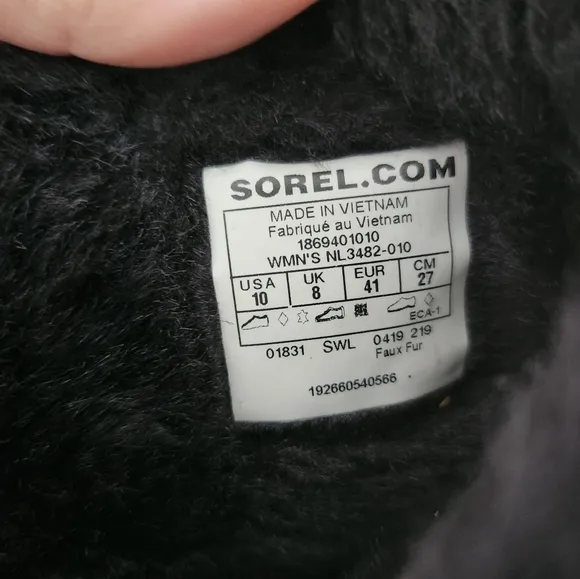 SOREL.COM
MADE IN VIETNAM
Fabriqué au Vietnam
1869401010
WMN'S NL3482-010
USA UK EUR CM
10 8 41 27
ECA-1
01831 SWL 0419 219
Faux Fur
192660540566